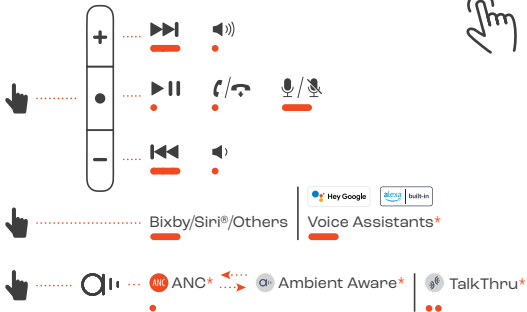 Hey Google alexa built-in
Bixby/Siri®/Others Voice Assistants*
ANC ANC* Ambient Aware* TalkThru*